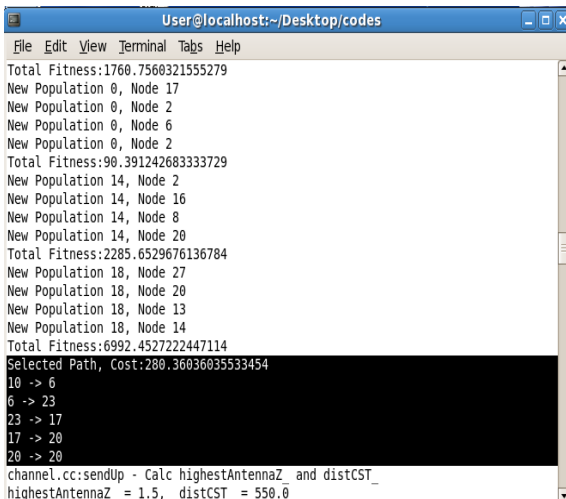 User@localhost:~/Desktop/codes
File Edit View Terminal Tabs Help
Total Fitness:1760.7560321555279
New Population 0, Node 17
New Population 0, Node 2
New Population 0, Node 6
New Population 0, Node 2
Total Fitness:90.391242683333729
New Population 14, Node 2
New Population 14, Node 16
New Population 14, Node 8
New Population 14, Node 20
Total Fitness:2285.6529676136784
New Population 18, Node 27
New Population 18, Node 20
New Population 18, Node 13
New Population 18, Node 14
Total Fitness:6992.4527222447114
Selected Path, Cost:280.36036035533454
10 -> 6
6 -> 23
23 -> 17
17 -> 20
20 -> 20
channel.cc:sendUp - Calc highestAntennaZ_ and distCST_
highestAntennaZ_ = 1.5, distCST_ = 550.0